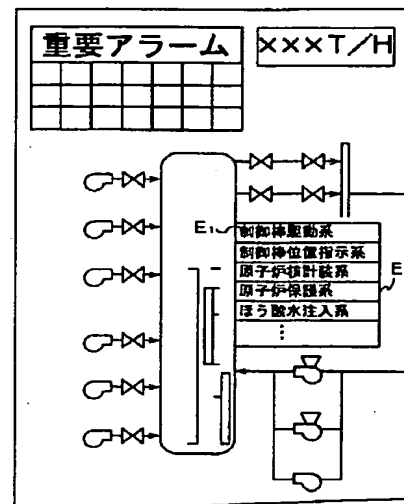 重要アラーム
×××T/H
E₁
制御棒駆動系
制御棒位置指示系
原子炉核計装系
原子炉保護系
ほう酸水注入系
⋮
E